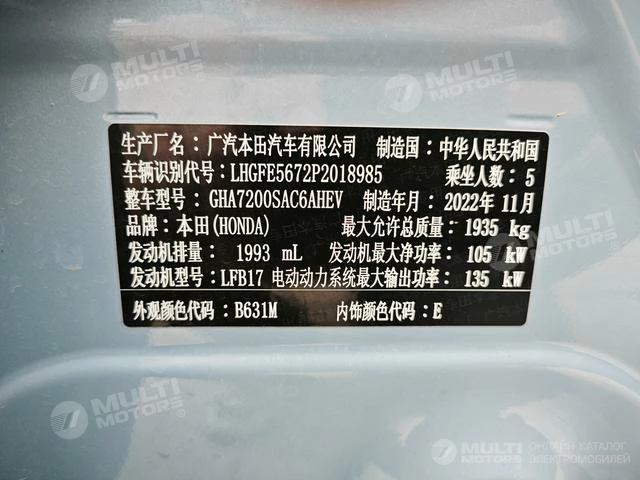 MULTI MOTORS
MULTI MOTORS
生产厂名：广汽本田汽车有限公司 制造国：中华人民共和国
车辆识别代号：LHGFE5672P2018985 乘坐人数：5
整车型号：GHA7200SAC6AHEV 制造年月：2022年11月
品牌：本田(HONDA) 最大允许总质量：1935 kg
发动机排量：1993 mL 发动机最大净功率：105 kW
发动机型号：LFB17 电动动力系统最大输出功率：135 kW
外观颜色代码：B631M 内饰颜色代码：E
MULTI MOTORS
MULTI MOTORS
ОНЛАЙН-КАТАЛОГ
ЭЛЕКТРОМОБИЛЕЙ